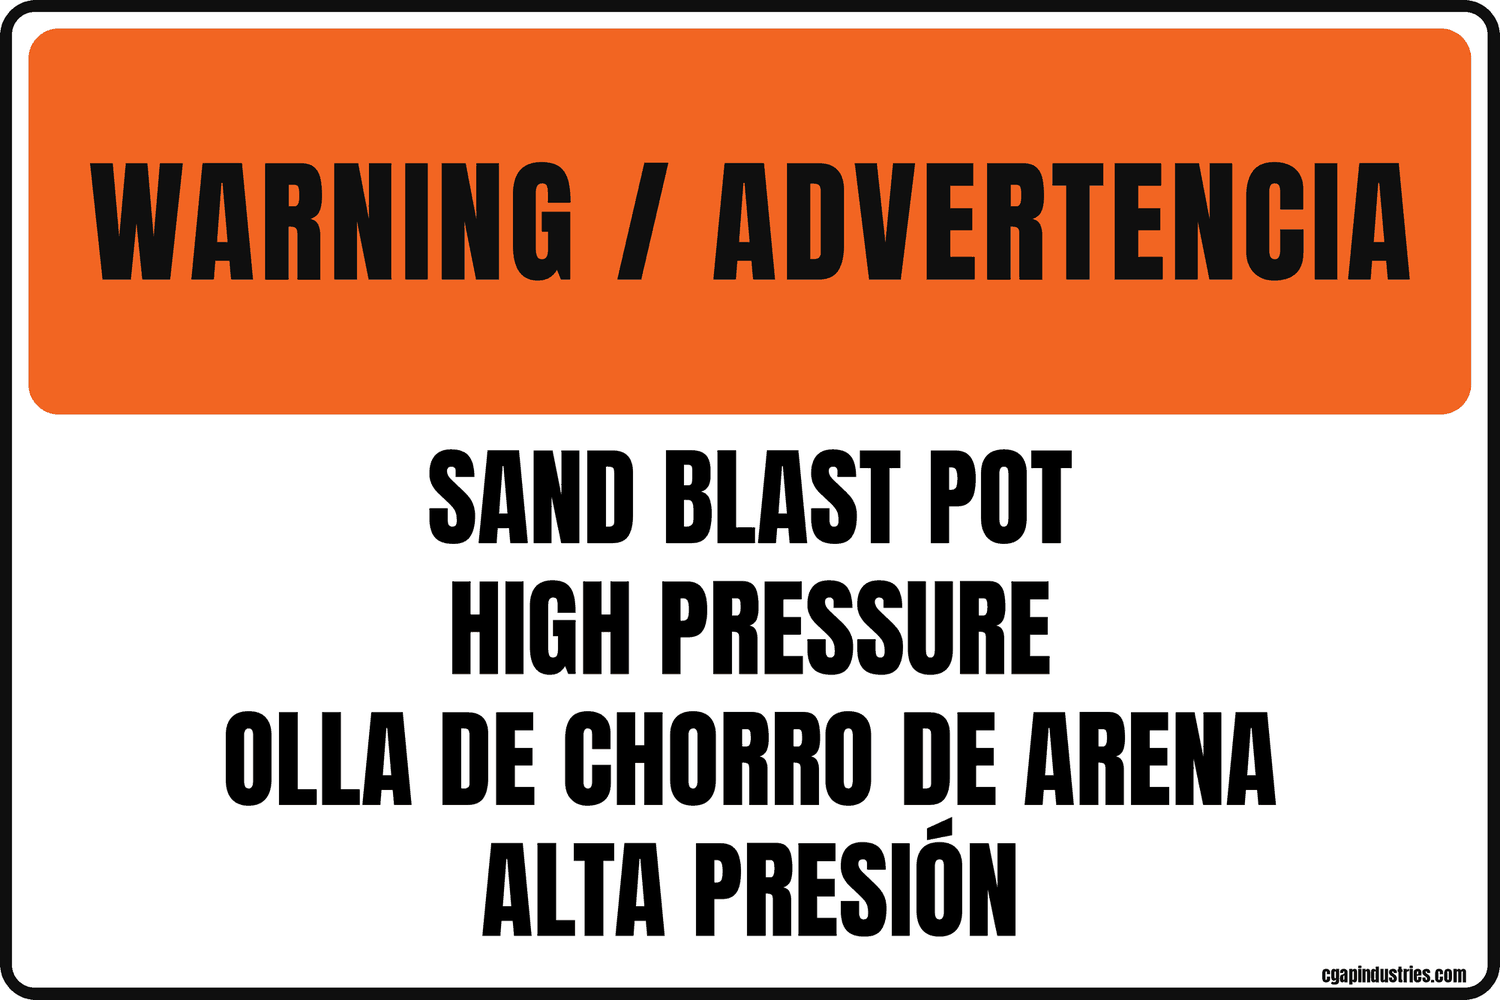 WARNING / ADVERTENCIA
SAND BLAST POT
HIGH PRESSURE
OLLA DE CHORRO DE ARENA
ALTA PRESIÓN
cgapindustries.com